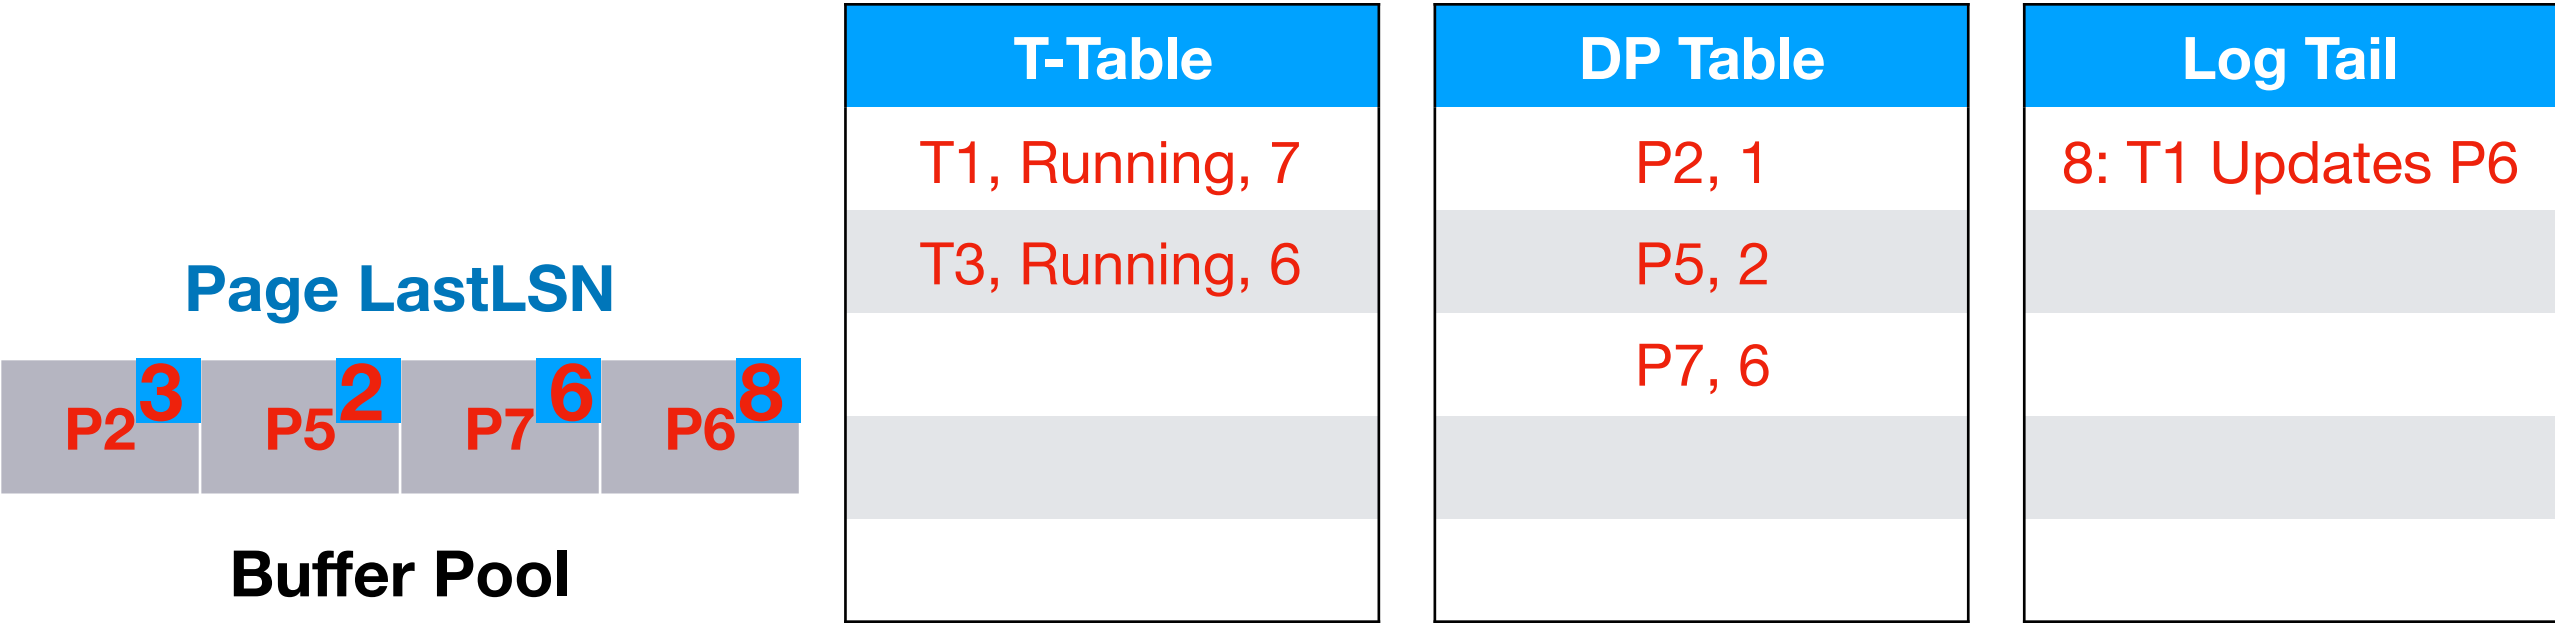 Page LastLSN
P2 3 P5 2 P7 6 P6 8
Buffer Pool
T-Table
T1, Running, 7
T3, Running, 6
DP Table
P2, 1
P5, 2
P7, 6
Log Tail
8: T1 Updates P6